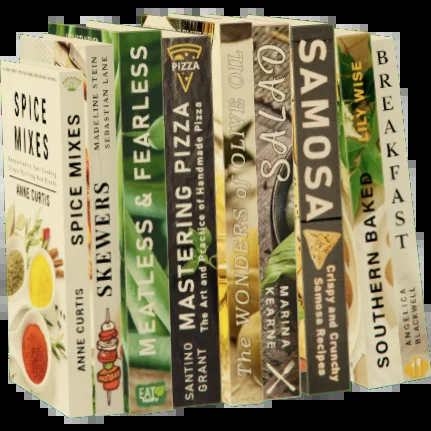 SPICE
MIXES
ANNE CURTIS
SPICE MIXES
ANNE CURTIS
SKEWERS
MADELINE STEIN
SEBASTIAN LANE
MEATLESS & FEARLESS
EAT
PIZZA
MASTERING PIZZA
The Art and Practice of Handmade Pizza
SANTINO
GRANT
The WONDERS of OLIVE OIL
MARINA
KEARNE
SAMOSA
Crispy and Crunchy
Samosa Recipes
SOUTHERN BAKED
LILY WISE
BREAKFAST
ANGELICA
BLACKWELL